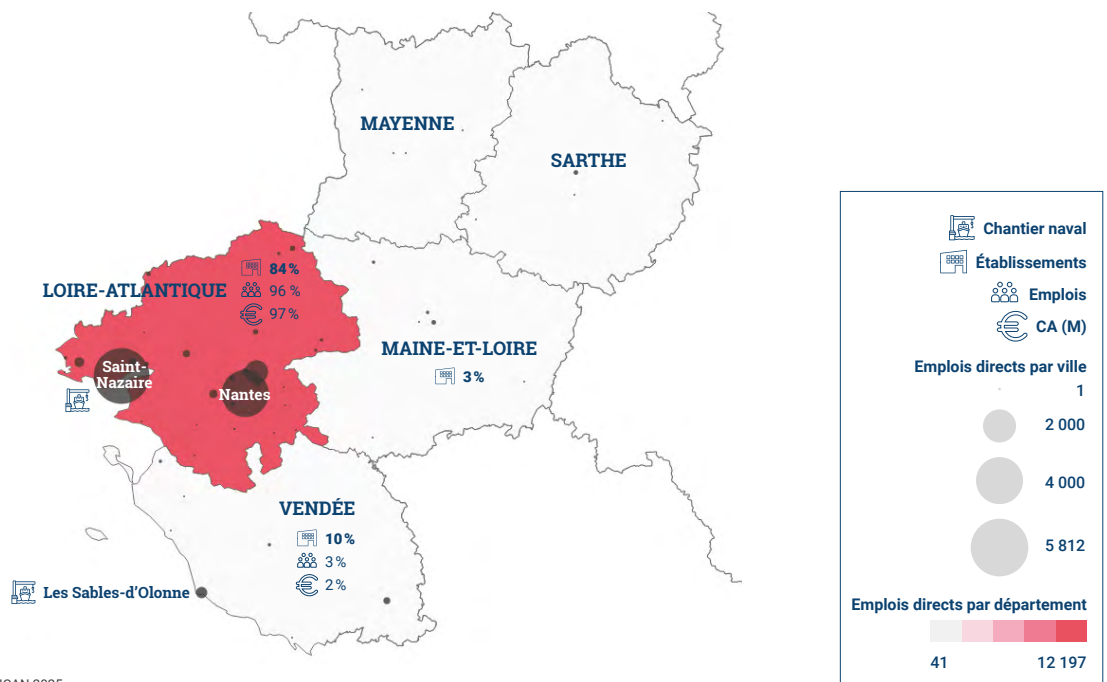 MAYENNE
SARTHE
LOIRE-ATLANTIQUE
84 %
96 %
97 %
Saint-
Nazaire
Nantes
MAINE-ET-LOIRE
3 %
VENDÉE
10 %
3 %
2 %
Les Sables-d'Olonne
Chantier naval
Établissements
Emplois
CA (M)
Emplois directs par ville
1
2 000
4 000
5 812
Emplois directs par département
41
12 197